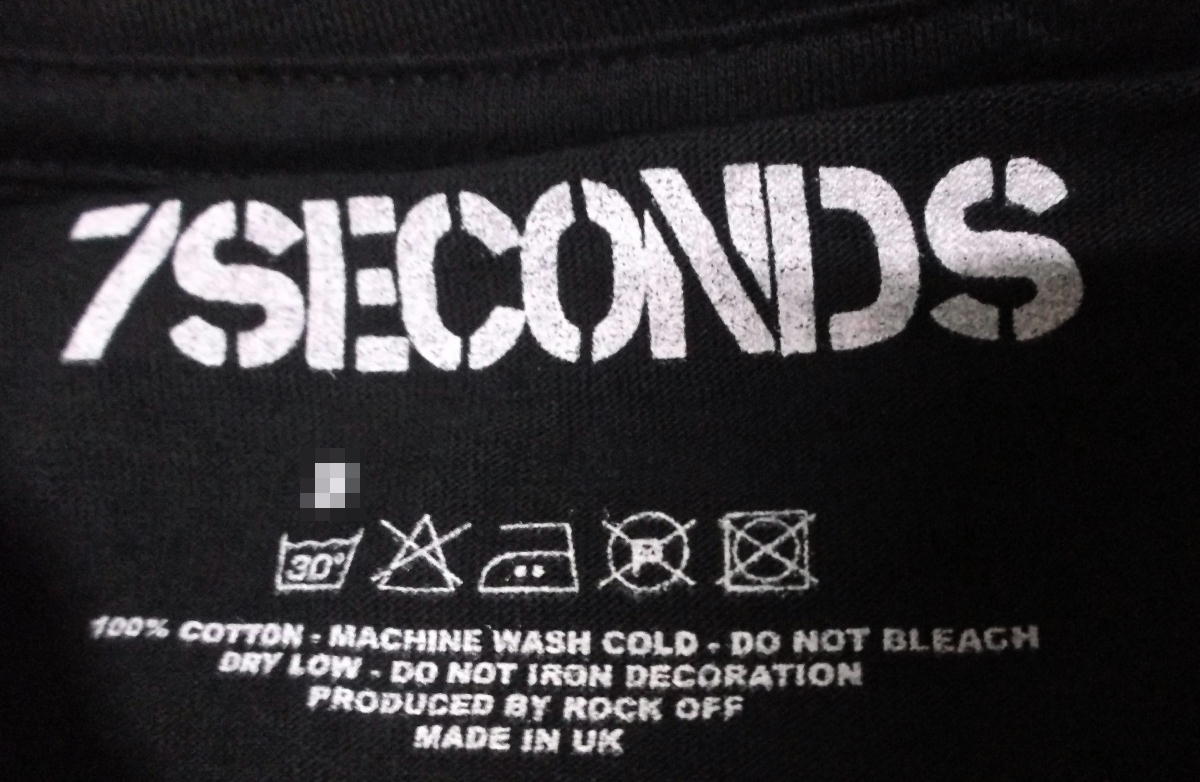 7SECONDS
30°
P
100% COTTON - MACHINE WASH COLD - DO NOT BLEACH
DRY LOW - DO NOT IRON DECORATION
PRODUCED BY ROCK OFF
MADE IN UK